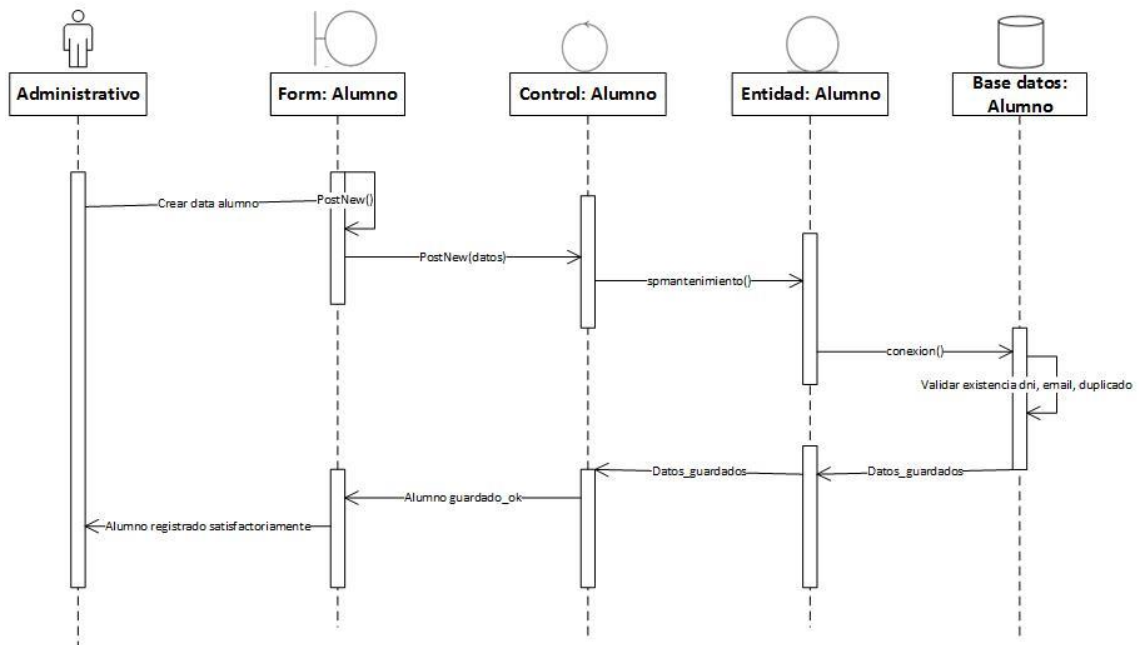 Administrativo
Form: Alumno
Control: Alumno
Entidad: Alumno
Base datos:
Alumno
Crear data alumno
PostNew()
PostNew(datos)
spmantenimiento()
conexion()
Validar existencia dni, email, duplicado
Datos_guardados
Datos_guardados
Alumno guardado_ok
Alumno registrado satisfactoriamente